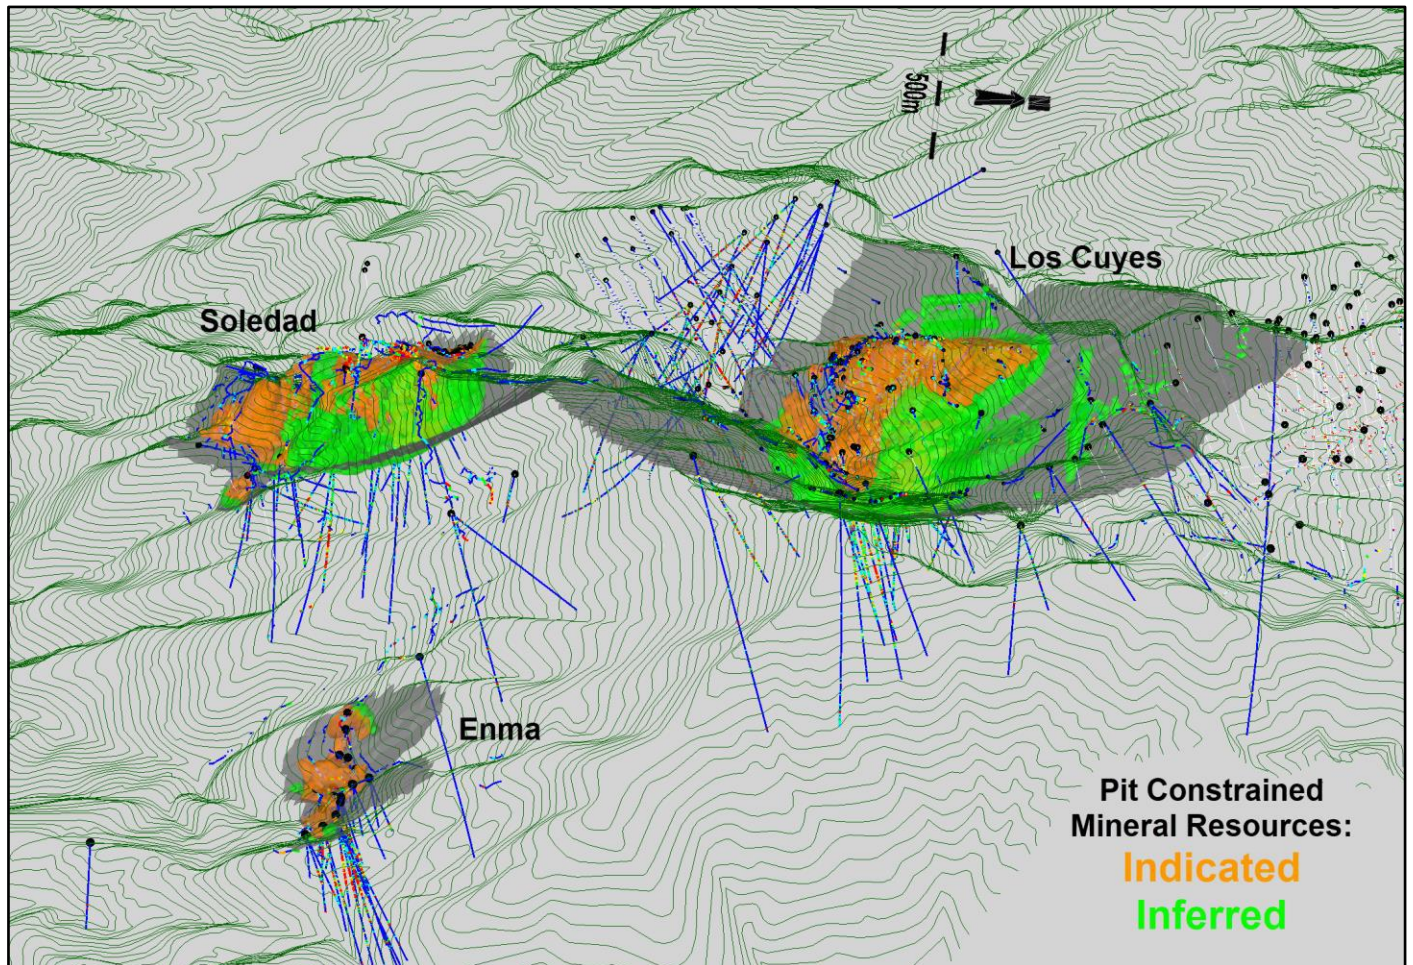 500m
N
Los Cuyes
Soledad
Enma
Pit Constrained
Mineral Resources:
Indicated
Inferred